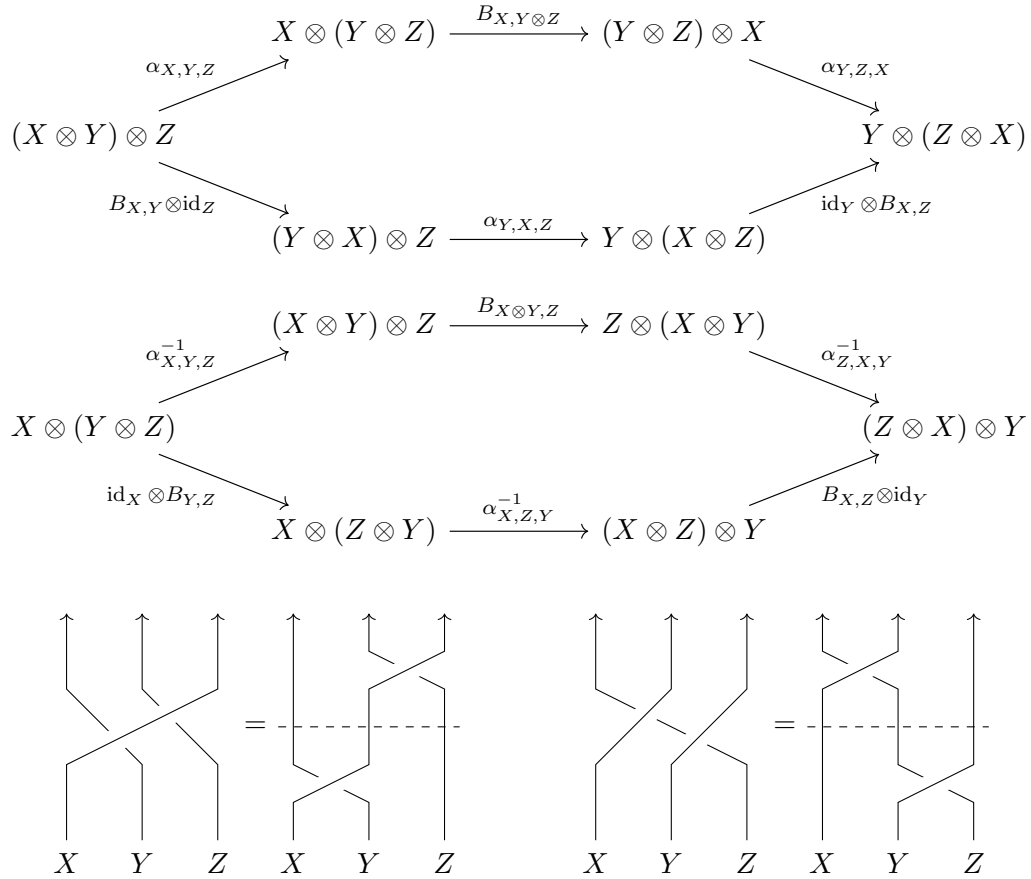 X ⊗ (Y ⊗ Z) B_{X,Y⊗Z} (Y ⊗ Z) ⊗ X
α_{X,Y,Z} α_{Y,Z,X}
(X ⊗ Y) ⊗ Z Y ⊗ (Z ⊗ X)
B_{X,Y}⊗id_Z id_Y ⊗B_{X,Z}
(Y ⊗ X) ⊗ Z α_{Y,X,Z} Y ⊗ (X ⊗ Z)
(X ⊗ Y) ⊗ Z B_{X⊗Y,Z} Z ⊗ (X ⊗ Y)
α^{-1}_{X,Y,Z} α^{-1}_{Z,X,Y}
X ⊗ (Y ⊗ Z) (Z ⊗ X) ⊗ Y
id_X ⊗B_{Y,Z} B_{X,Z}⊗id_Y
X ⊗ (Z ⊗ Y) α^{-1}_{X,Z,Y} (X ⊗ Z) ⊗ Y
= =
X Y Z X Y Z X Y Z X Y Z